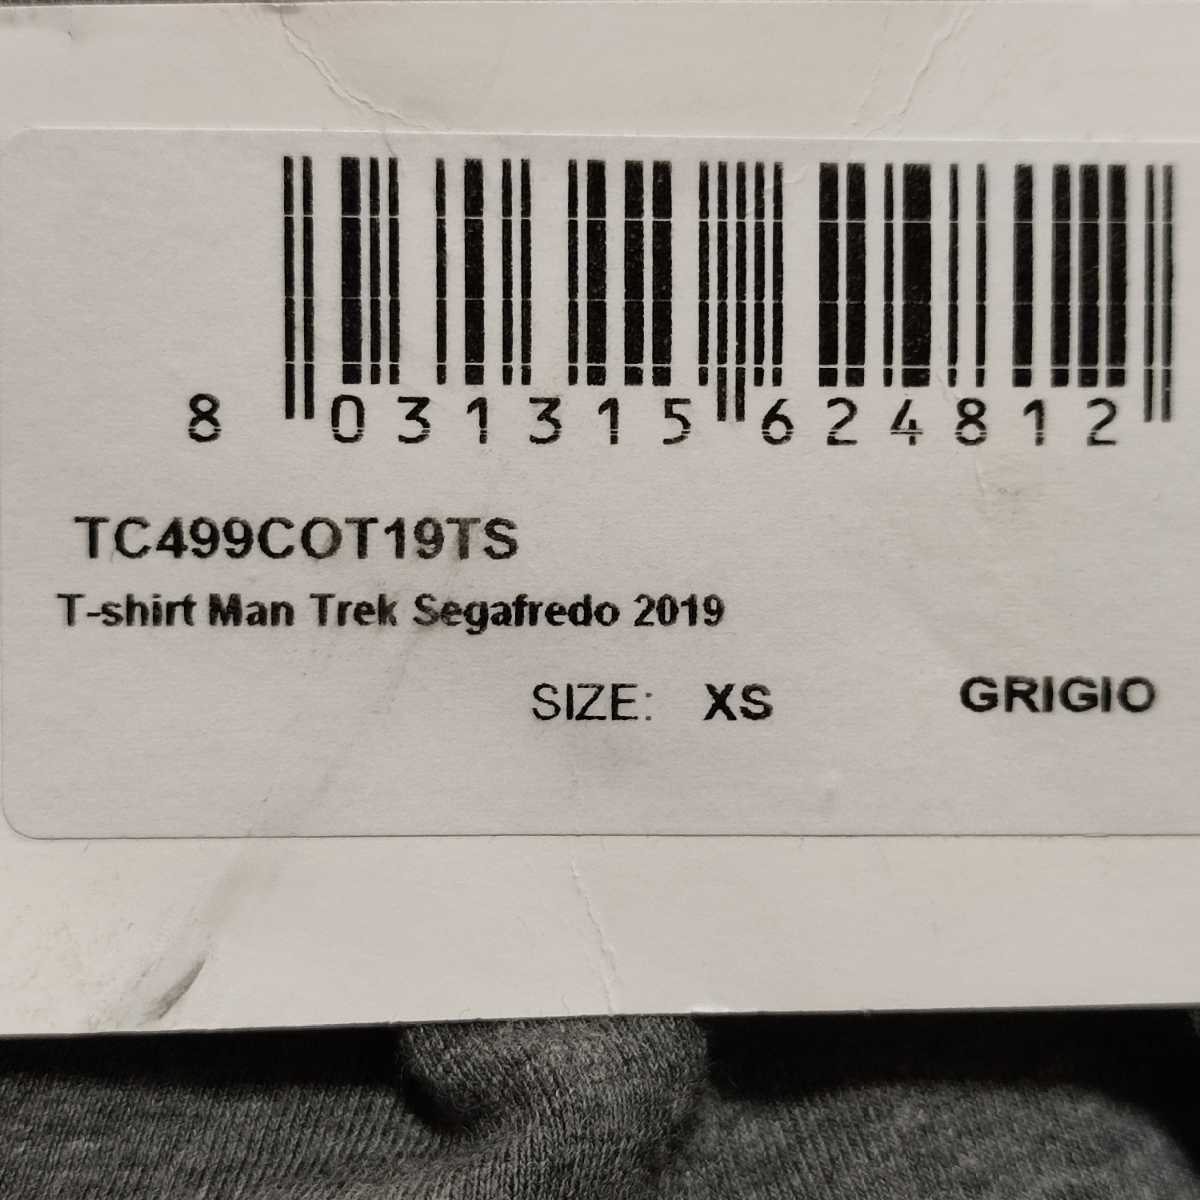 8 031315 624812
TC499COT19TS
T-shirt Man Trek Segafredo 2019
SIZE: XS GRIGIO